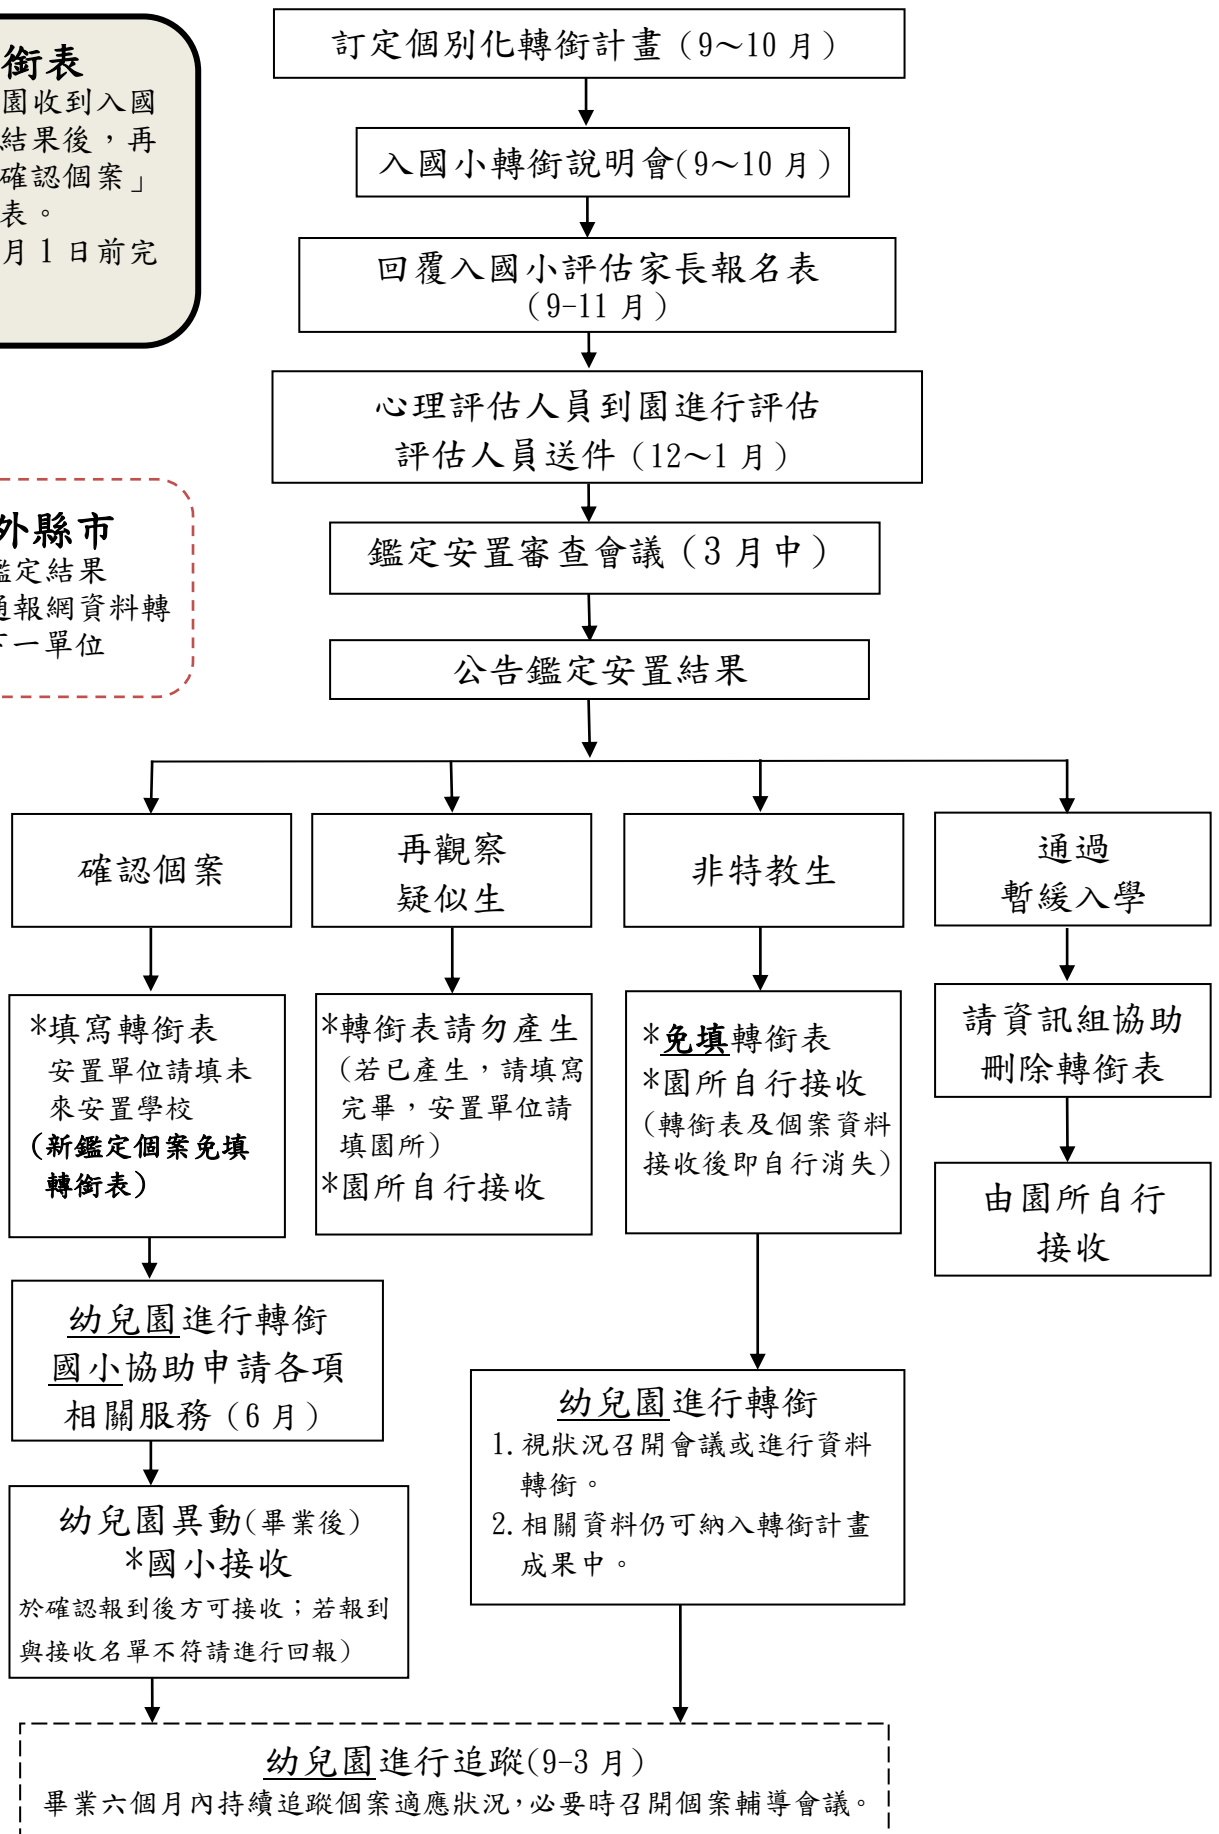 訂定個別化轉銜計畫（9～10 月）
銜表
園收到入國
結果後，再
確認個案」
表。
月 1 日前完
入國小轉銜說明會(9～10 月）
回覆入國小評估家長報名表
（9-11 月）
心理評估人員到園進行評估
評估人員送件（12～1 月）
外縣市
鑑定結果
通報網資料轉
下一單位
鑑定安置審查會議（3 月中）
公告鑑定安置結果
確認個案
再觀察
疑似生
非特教生
通過
暫緩入學
*填寫轉銜表
安置單位請填未
來安置學校
（新鑑定個案免填
轉銜表）
*轉銜表請勿產生
（若已產生，請填寫
完畢，安置單位請
填園所）
*園所自行接收
*免填轉銜表
*園所自行接收
（轉銜表及個案資料
接收後即自行消失）
請資訊組協助
刪除轉銜表
由園所自行
接收
幼兒園進行轉銜
國小協助申請各項
相關服務（6 月）
幼兒園進行轉銜
1.視狀況召開會議或進行資料
轉銜。
2.相關資料仍可納入轉銜計畫
成果中。
幼兒園異動(畢業後）
*國小接收
於確認報到後方可接收；若報到
與接收名單不符請進行回報）
幼兒園進行追蹤(9-3 月）
畢業六個月內持續追蹤個案適應狀況，必要時召開個案輔導會議。